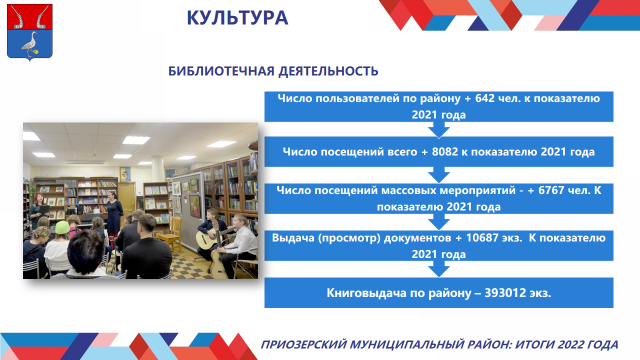 КУЛЬТУРА
БИБЛИОТЕЧНАЯ ДЕЯТЕЛЬНОСТЬ
Число пользователей по району + 642 чел. к показателю
2021 года
Число посещений всего + 8082 к показателю 2021 года
Число посещений массовых мероприятий - + 6767 чел. К
показателю 2021 года
Выдача (просмотр) документов + 10687 экз. К показателю
2021 года
Книговыдача по району – 393012 экз.
ПРИОЗЕРСКИЙ МУНИЦИПАЛЬНЫЙ РАЙОН: ИТОГИ 2022 ГОДА